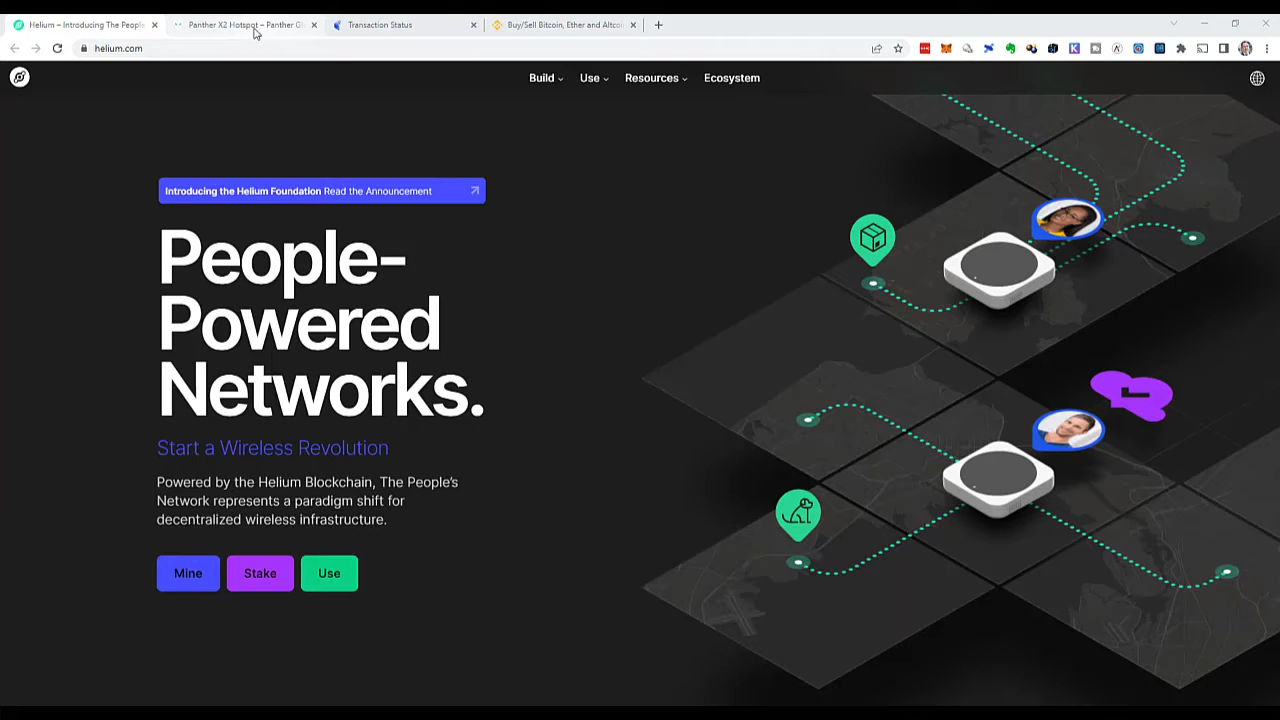 Helium – Introducing The People
Panther X2 Hotspot – Panther Gl
Transaction Status
Buy/Sell Bitcoin, Ether and Altcoi
helium.com
Build
Use
Resources
Ecosystem
Introducing the Helium Foundation Read the Announcement
People-
Powered
Networks.
Start a Wireless Revolution
Powered by the Helium Blockchain, The People's
Network represents a paradigm shift for
decentralized wireless infrastructure.
Mine
Stake
Use